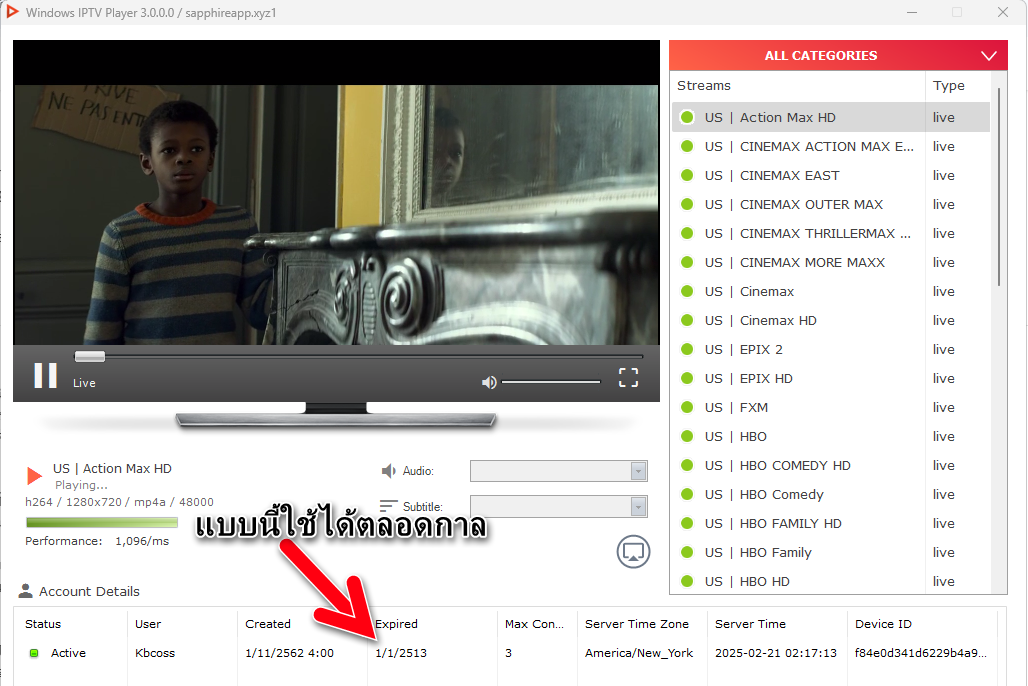 Windows IPTV Player 3.0.0.0 / sapphireapp.xyz1
PRIVÉ
NE PAS ENT
Live
ALL CATEGORIES
Streams Type
US | Action Max HD live
US | CINEMAX ACTION MAX E... live
US | CINEMAX EAST live
US | CINEMAX OUTER MAX live
US | CINEMAX THRILLERMAX ... live
US | CINEMAX MORE MAXX live
US | Cinemax live
US | Cinemax HD live
US | EPIX 2 live
US | EPIX HD live
US | FXM live
US | HBO live
US | HBO COMEDY HD live
US | HBO Comedy live
US | HBO FAMILY HD live
US | HBO Family live
US | HBO HD live
US | Action Max HD
Playing...
h264 / 1280x720 / mp4a / 48000
Performance: 1,096/ms
Audio:
Subtitle:
แบบนี้ใช้ได้ตลอดกาล
Account Details
Status User Created Expired Max Con... Server Time Zone Server Time Device ID
Active Kbcoss 1/11/2562 4:00 1/1/2513 3 America/New_York 2025-02-21 02:17:13 f84e0d341d6229b4a9...